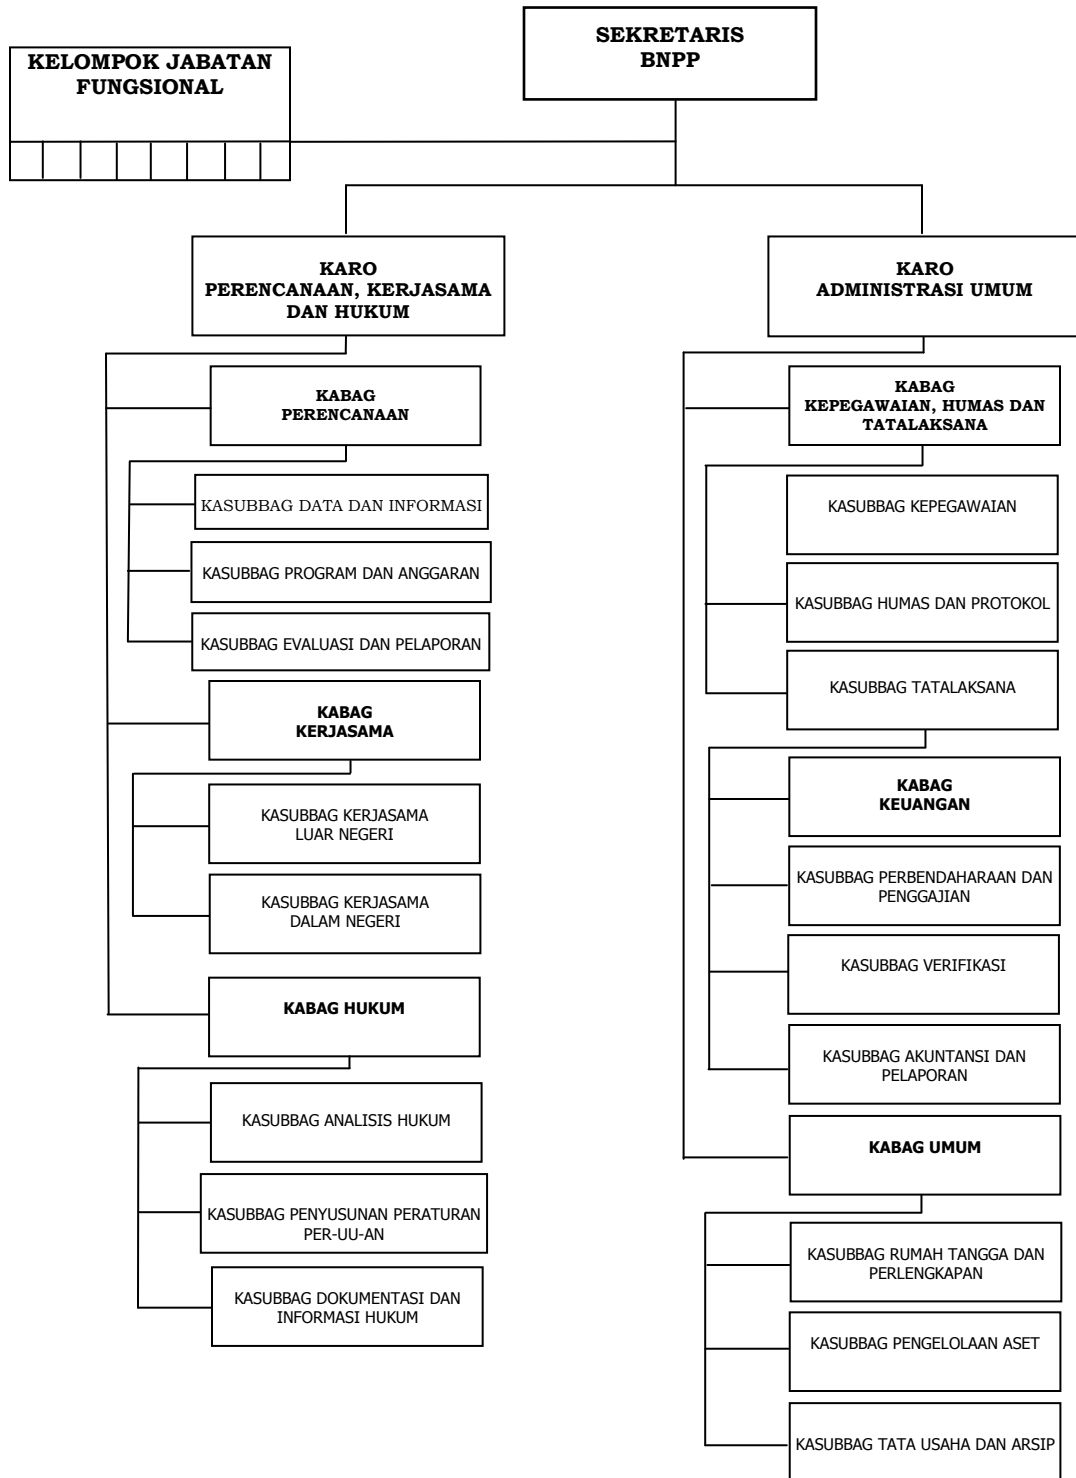 SEKRETARIS
BNPP
KELOMPOK JABATAN
FUNGSIONAL
KARO
PERENCANAAN, KERJASAMA
DAN HUKUM
KABAG
PERENCANAAN
KASUBBAG DATA DAN INFORMASI
KASUBBAG PROGRAM DAN ANGGARAN
KASUBBAG EVALUASI DAN PELAPORAN
KABAG
KERJASAMA
KASUBBAG KERJASAMA
LUAR NEGERI
KASUBBAG KERJASAMA
DALAM NEGERI
KABAG HUKUM
KASUBBAG ANALISIS HUKUM
KASUBBAG PENYUSUNAN PERATURAN
PER-UU-AN
KASUBBAG DOKUMENTASI DAN
INFORMASI HUKUM
KARO
ADMINISTRASI UMUM
KABAG
KEPEGAWAIAN, HUMAS DAN
TATALAKSANA
KASUBBAG KEPEGAWAIAN
KASUBBAG HUMAS DAN PROTOKOL
KASUBBAG TATALAKSANA
KABAG
KEUANGAN
KASUBBAG PERBENDAHARAAN DAN
PENGGAJIAN
KASUBBAG VERIFIKASI
KASUBBAG AKUNTANSI DAN
PELAPORAN
KABAG UMUM
KASUBBAG RUMAH TANGGA DAN
PERLENGKAPAN
KASUBBAG PENGELOLAAN ASET
KASUBBAG TATA USAHA DAN ARSIP